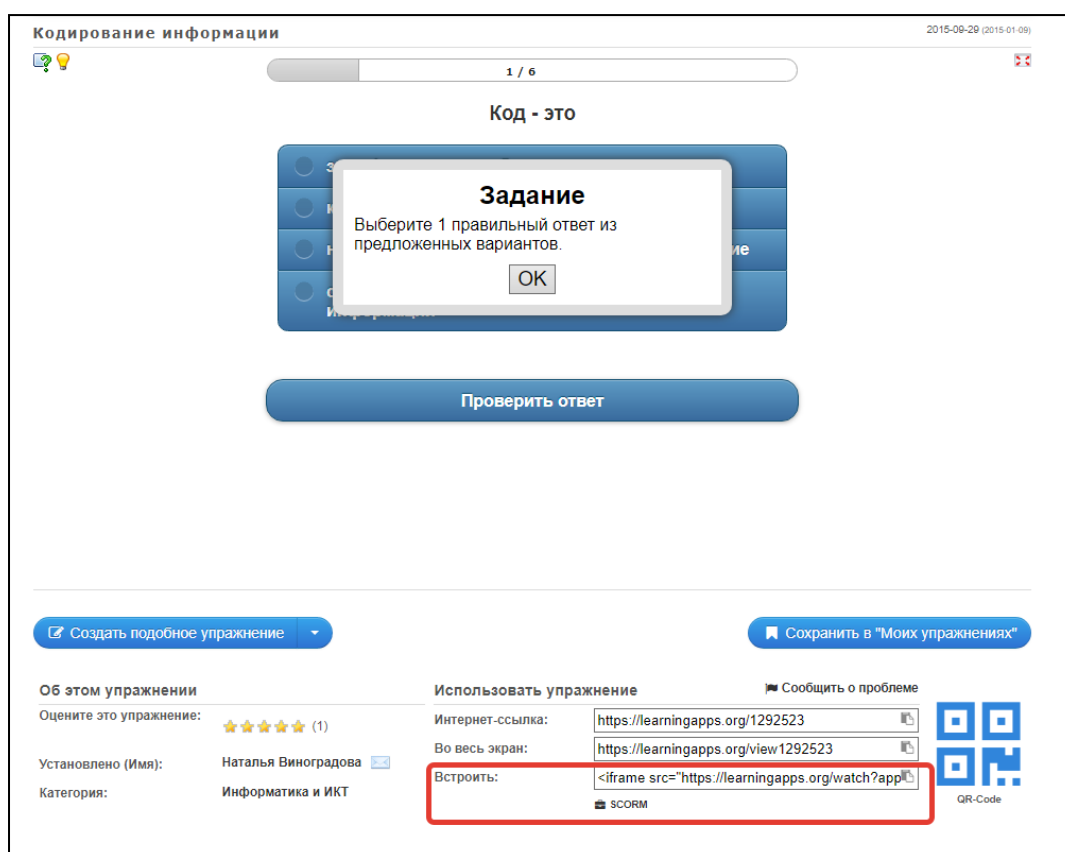 Кодирование информации
2015-09-29 (2015-01-09)
1 / 6
Код - это
Задание
Выберите 1 правильный ответ из
предложенных вариантов.
OK
Проверить ответ
Создать подобное упражнение
Сохранить в "Моих упражнениях"
Об этом упражнении
Использовать упражнение
Сообщить о проблеме
Оцените это упражнение:
(1)
Интернет-ссылка:
https://learningapps.org/1292523
Во весь экран:
https://learningapps.org/view1292523
Установлено (Имя):
Наталья Виноградова
Встроить:
<iframe src="https://learningapps.org/watch?app
Категория:
Информатика и ИКТ
SCORM
QR-Code